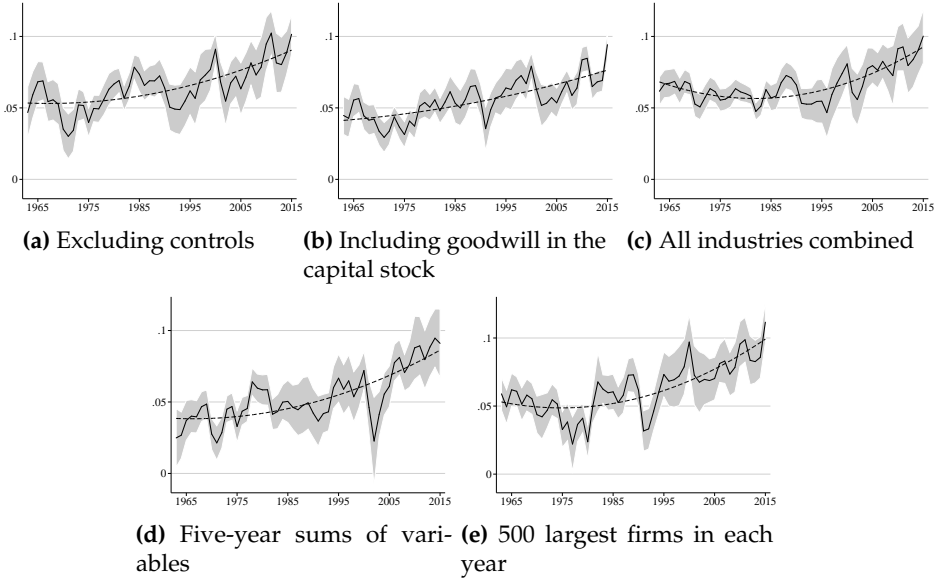 .1
.05
0
1965 1975 1985 1995 2005 2015
(a) Excluding controls
.1
.05
0
1965 1975 1985 1995 2005 2015
(b) Including goodwill in the
capital stock
.1
.05
0
1965 1975 1985 1995 2005 2015
(c) All industries combined
.1
.05
0
1965 1975 1985 1995 2005 2015
(d) Five-year sums of vari-
ables
.1
.05
0
1965 1975 1985 1995 2005 2015
(e) 500 largest firms in each
year